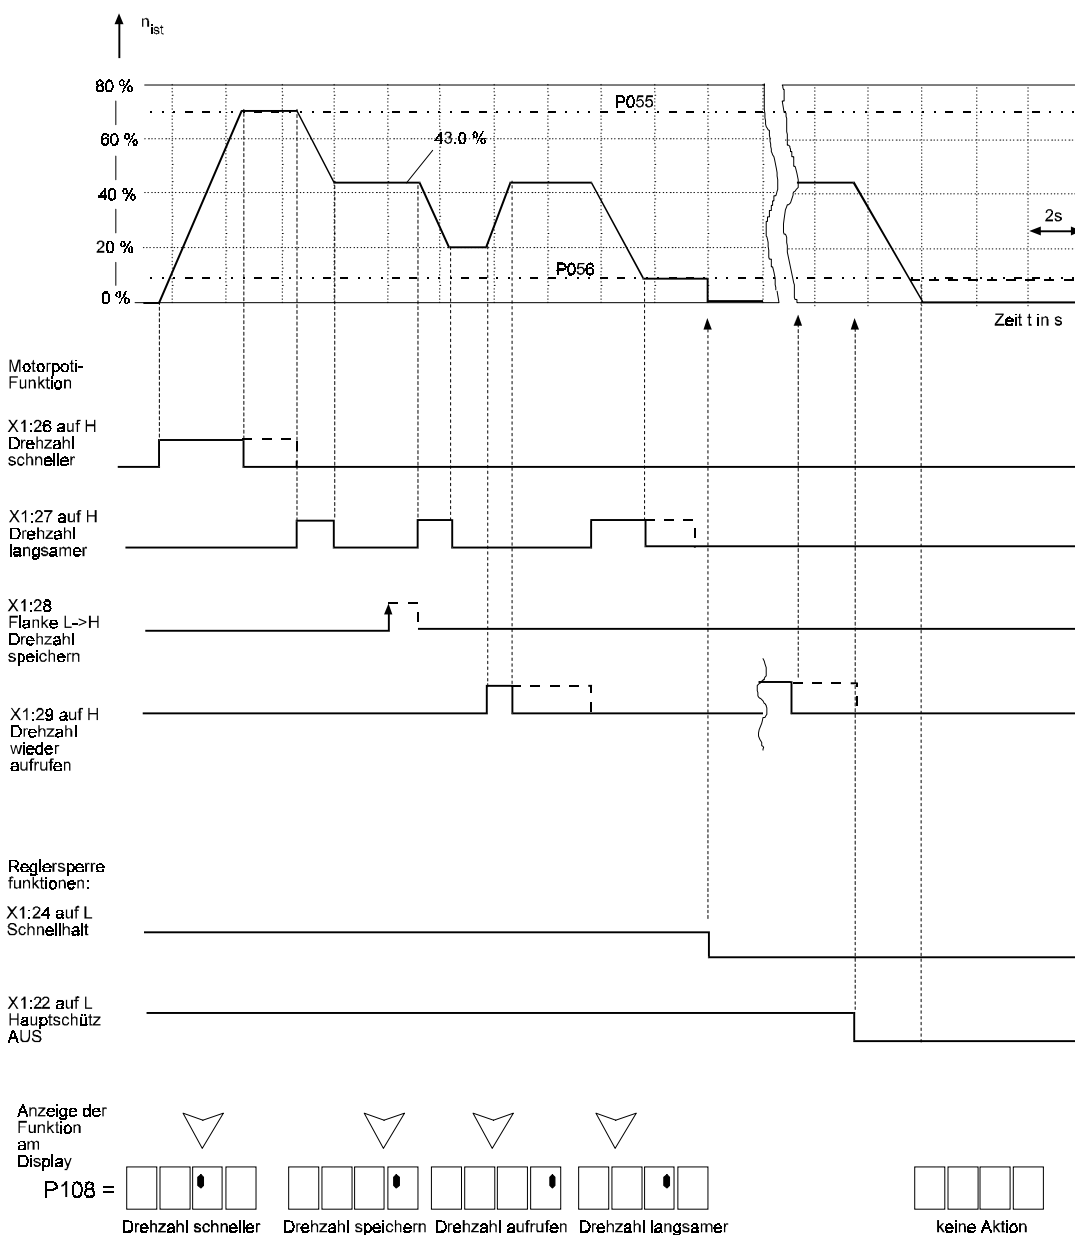 n_ist
80 %
P055
60 %
43.0 %
40 %
2s
20 %
P056
0 %
Zeit t in s
Motorpoti-
Funktion
X1:26 auf H
Drehzahl
schneller
X1:27 auf H
Drehzahl
langsamer
X1:28
Flanke L->H
Drehzahl
speichern
X1:29 auf H
Drehzahl
wieder
aufrufen
Reglersperre
funktionen:
X1:24 auf L
Schnellhalt
X1:22 auf L
Hauptschütz
AUS
Anzeige der
Funktion
am
Display
P108 =
Drehzahl schneller
Drehzahl speichern
Drehzahl aufrufen
Drehzahl langsamer
keine Aktion